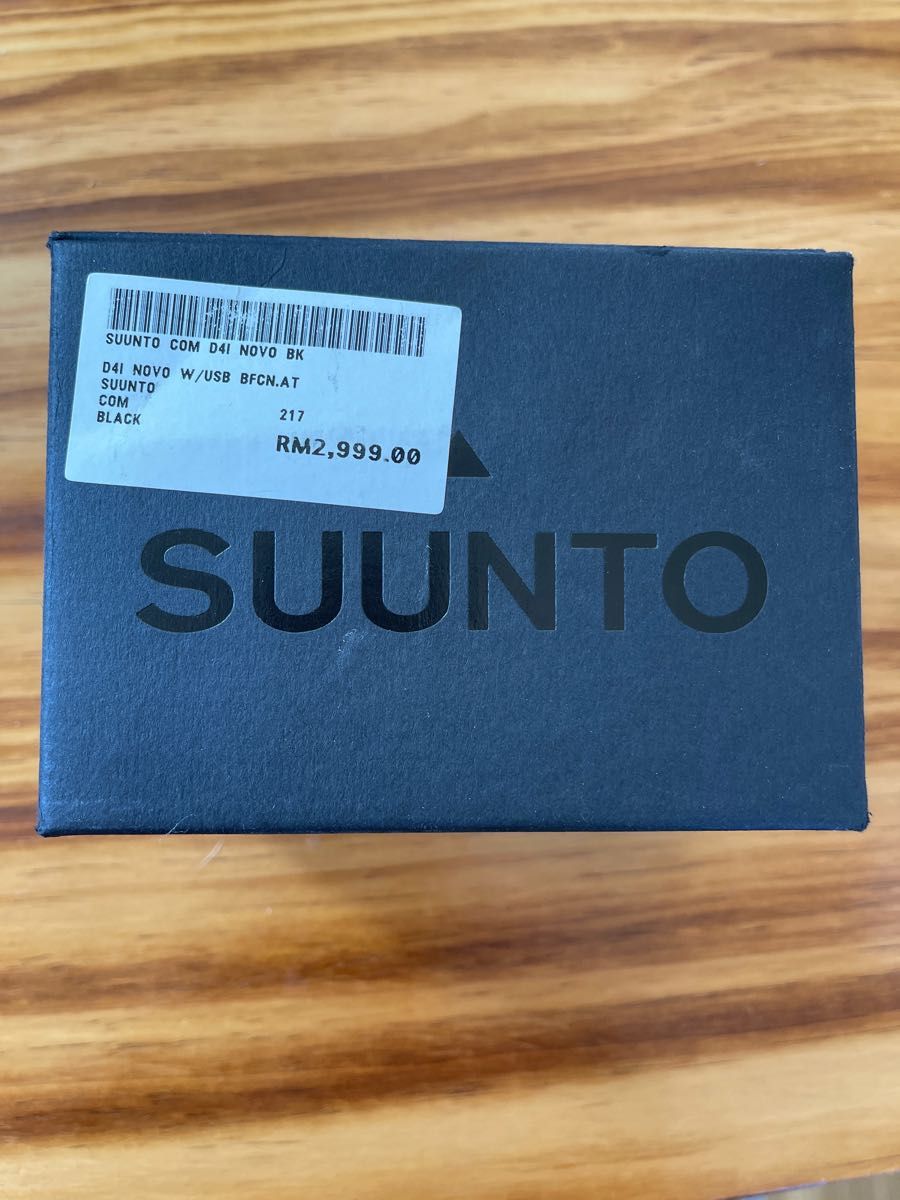 SUUNTO COM D4I NOVO BK
D4I NOVO W/USB BFCN.AT
SUUNTO
COM
BLACK 217
RM2,999.00
SUUNTO